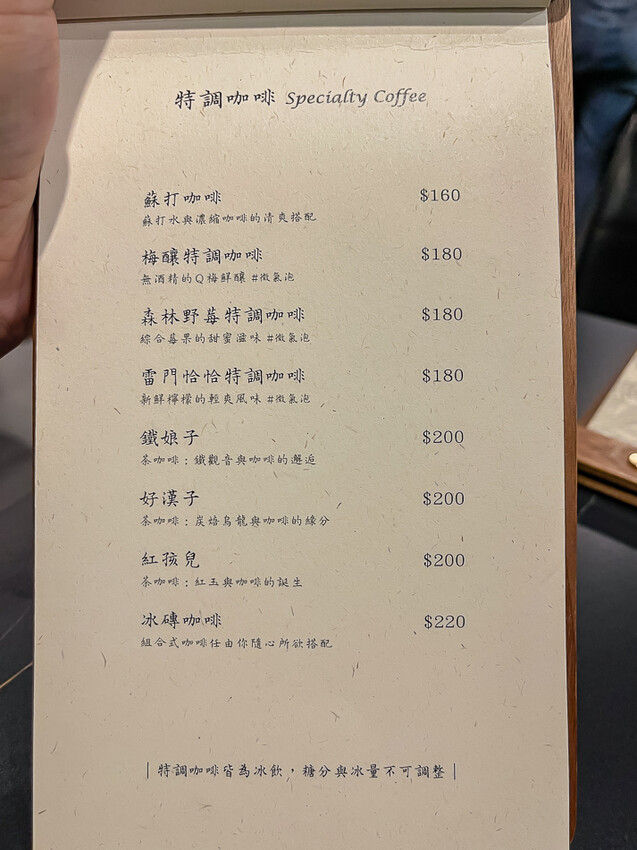 特調咖啡 Specialty Coffee
蘇打咖啡 $160
蘇打水與濃縮咖啡的清爽搭配
梅釀特調咖啡 $180
無酒精的Q梅鮮釀 #微氣泡
森林野莓特調咖啡 $180
綜合莓果的甜蜜滋味 #微氣泡
雷門恰恰特調咖啡 $180
新鮮檸檬的輕爽風味 #微氣泡
鐵娘子 $200
茶咖啡：鐵觀音與咖啡的邂逅
好漢子 $200
茶咖啡：炭焙烏龍與咖啡的緣分
紅孩兒 $200
茶咖啡：紅玉與咖啡的誕生
冰磚咖啡 $220
組合式咖啡任由你隨心所欲搭配
｜特調咖啡皆為冰飲，糖分與冰量不可調整｜